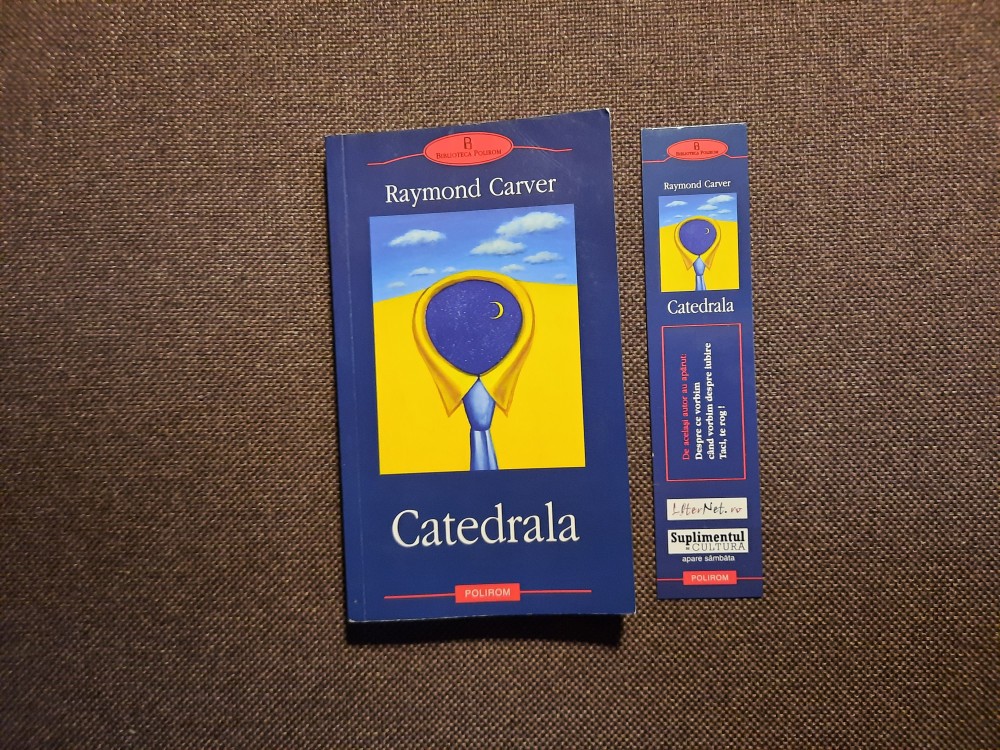 BIBLIOTECA POLIROM
Raymond Carver
Catedrala
POLIROM
BIBLIOTECA POLIROM
Raymond Carver
Catedrala
De același autor au apărut:
Despre ce vorbim
când vorbim despre iubire
Taci, te rog !
LIterNet.ro
Suplimentul
de CULTURĂ
apare sâmbăta
POLIROM